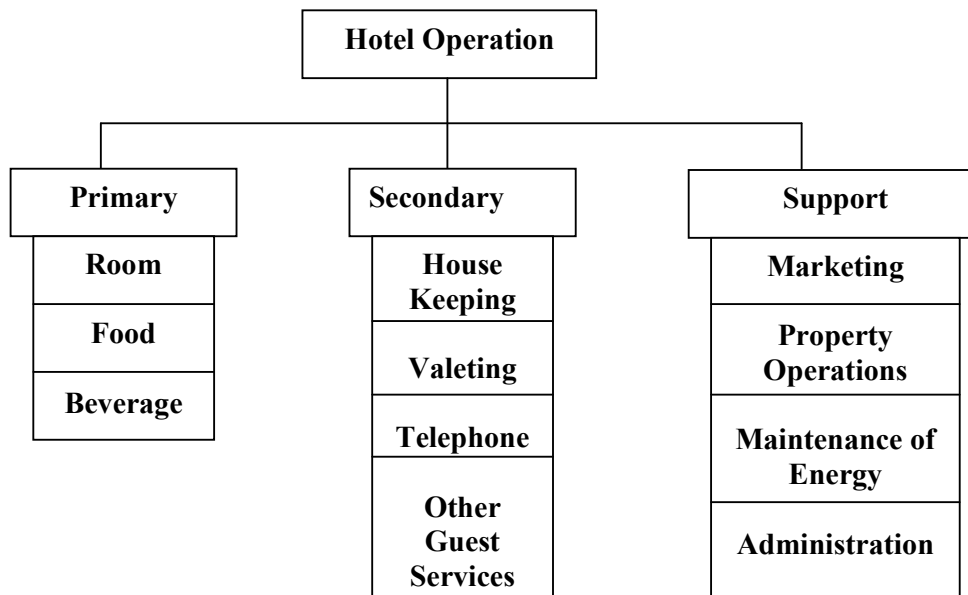 Hotel Operation
Primary
Room
Food
Beverage
Secondary
House
Keeping
Valeting
Telephone
Other
Guest
Services
Support
Marketing
Property
Operations
Maintenance of
Energy
Administration